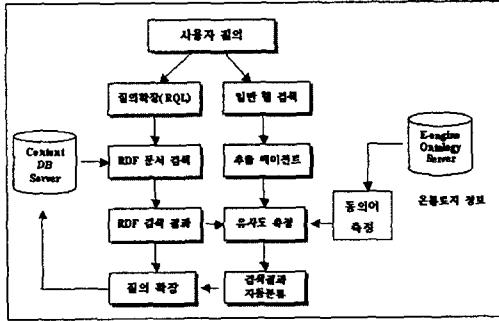 사용자 질의
질의확장(RQL)
일반 웹 검색
Content
DB
Server
RDF 문서 검색
추출 에이전트
E-engine
Ontology
Server
온톨로지 정보
RDF 검색 결과
유사도 측정
동의어
측정
질의 확장
검색결과
자동분류